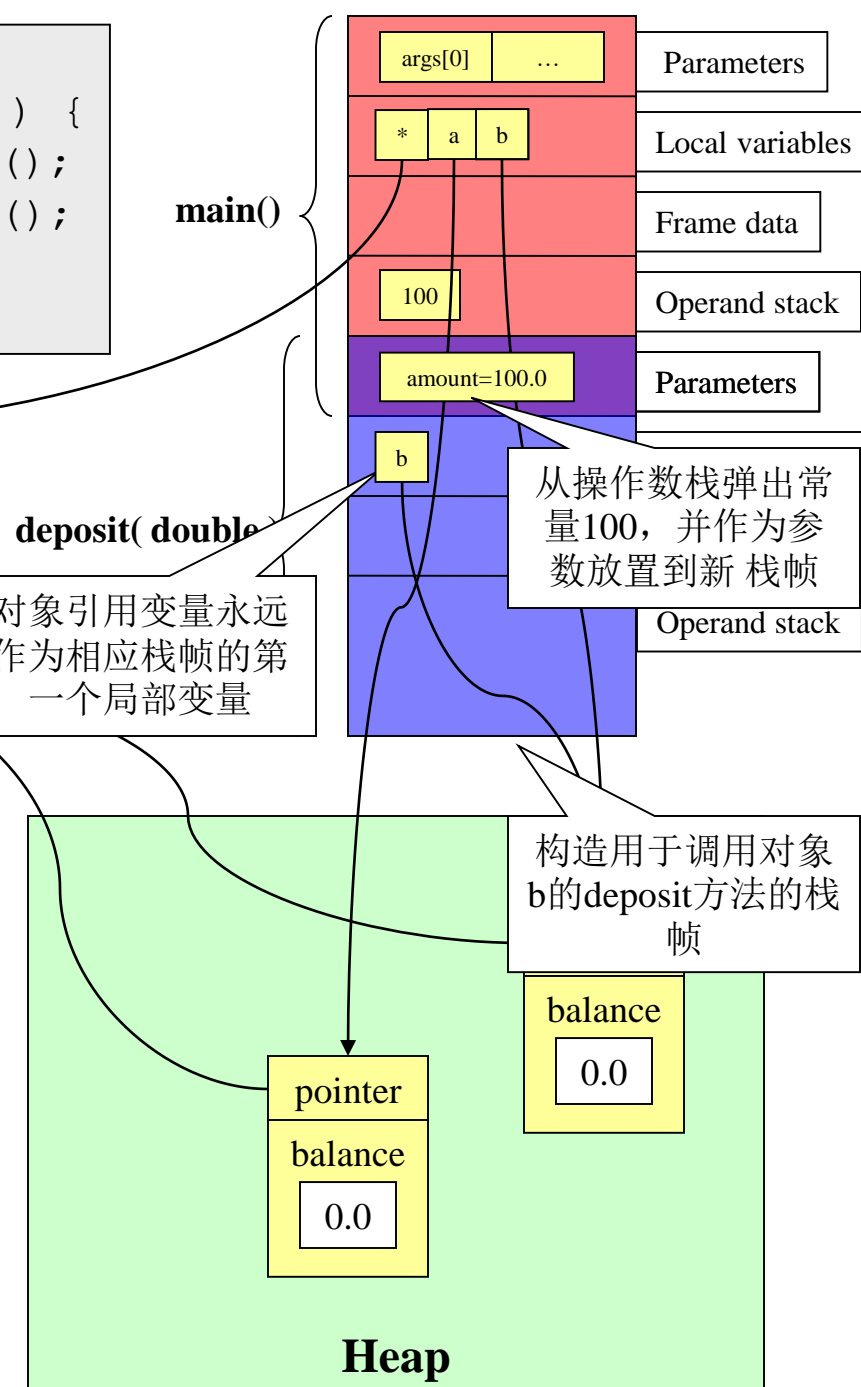 ) {
();
();
main()
args[0]
…
Parameters
*
a
b
Local variables
Frame data
100
Operand stack
amount=100.0
Parameters
deposit( double )
b
从操作数栈弹出常
量100，并作为参
数放置到新 栈帧
对象引用变量永远
作为相应栈帧的第
一个局部变量
Operand stack
构造用于调用对象
b的deposit方法的栈
帧
balance
0.0
pointer
balance
0.0
Heap